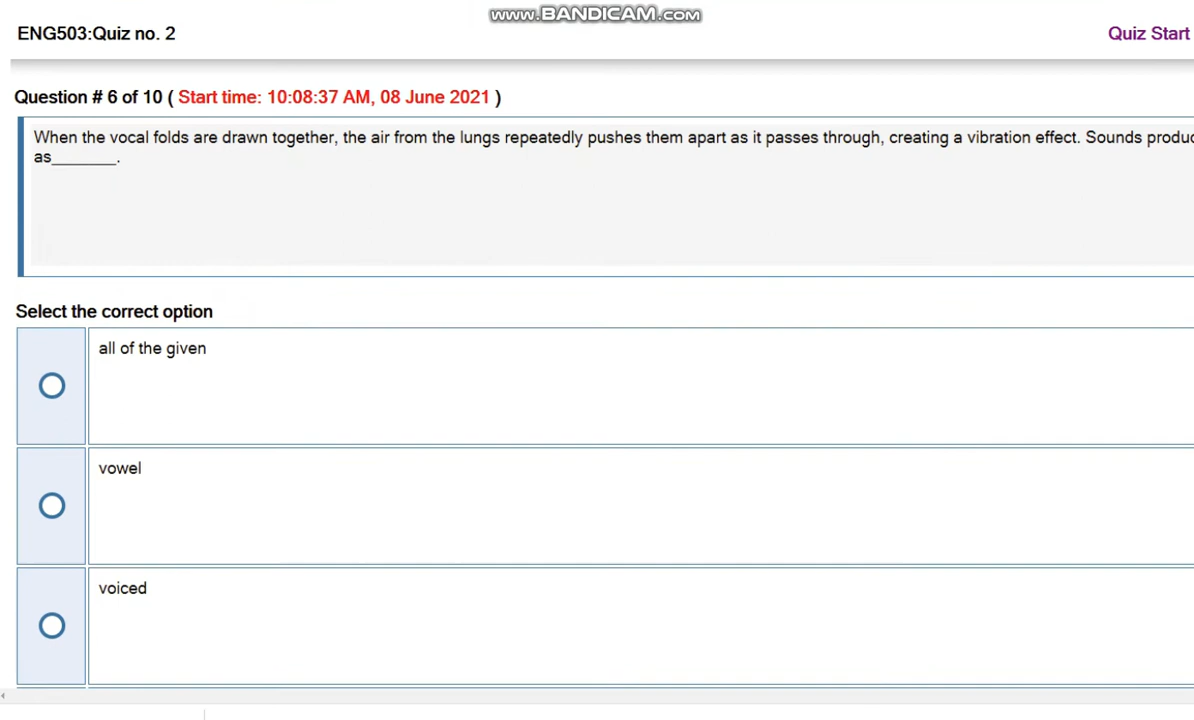 www.BANDICAM.com
ENG503:Quiz no. 2
Quiz Start
Question # 6 of 10 ( Start time: 10:08:37 AM, 08 June 2021 )
When the vocal folds are drawn together, the air from the lungs repeatedly pushes them apart as it passes through, creating a vibration effect. Sounds produc
as_______.
Select the correct option
all of the given
vowel
voiced